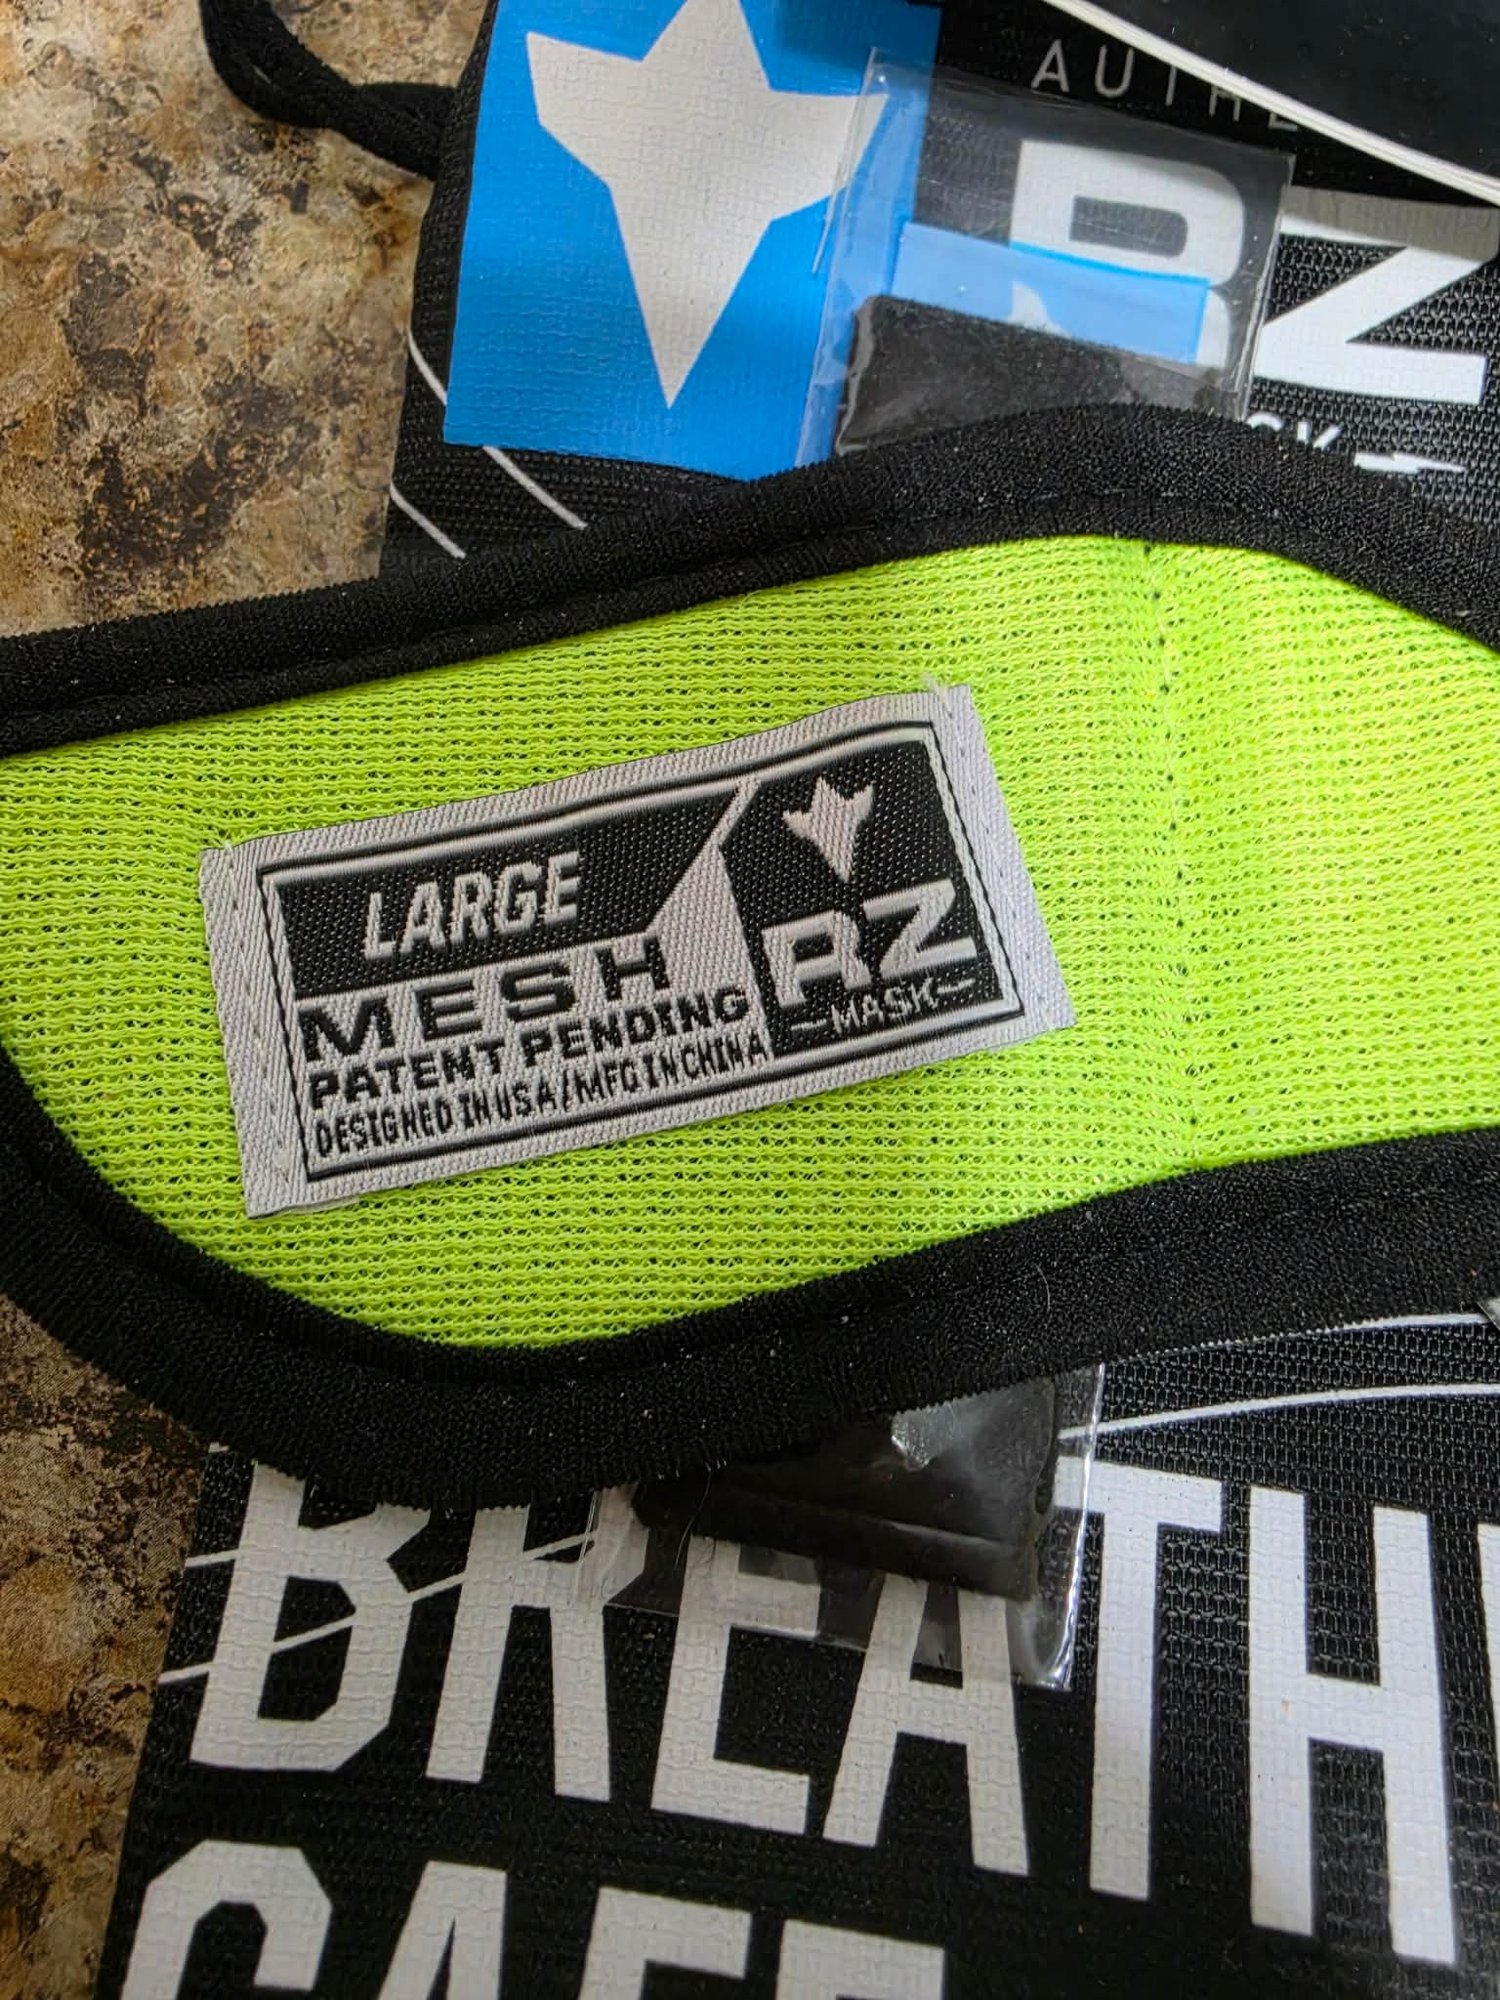 AUTHE
RZ
LARGE
MESH
PATENT PENDING
DESIGNED IN USA/MFG IN CHINA
RZ
-MASK-
BREATH